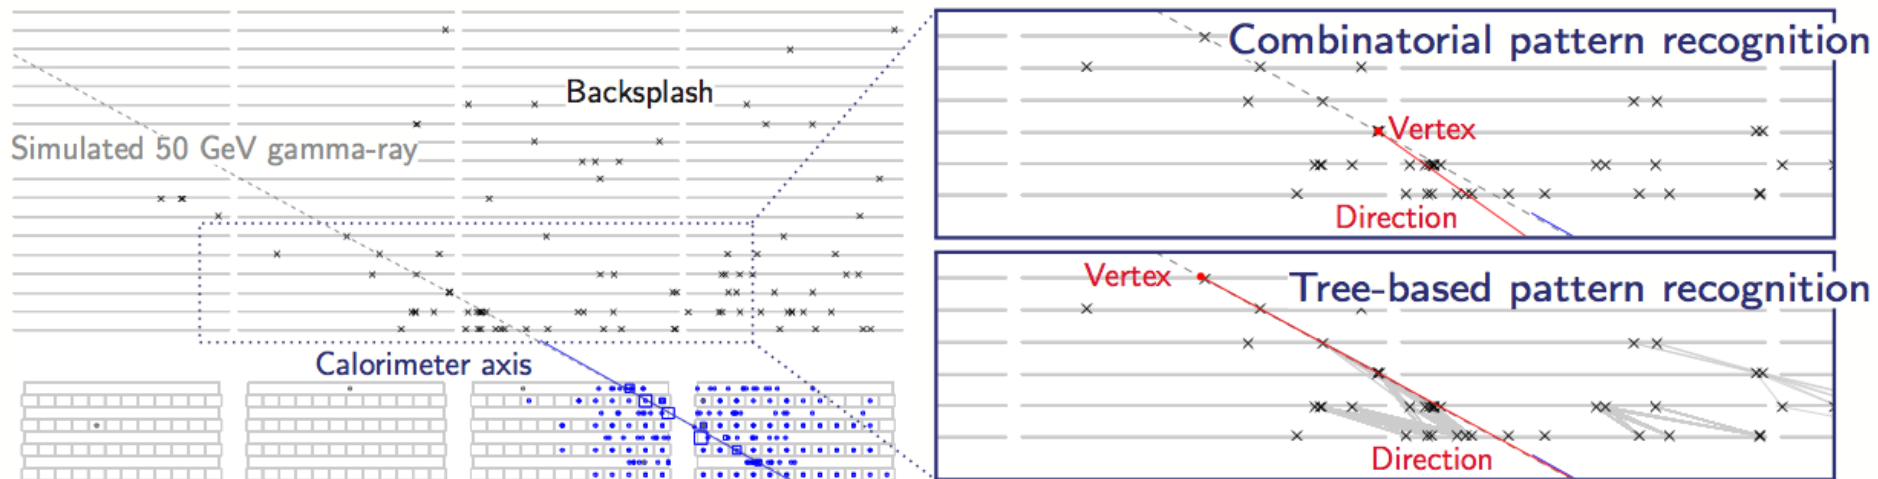 Backsplash
Simulated 50 GeV gamma-ray
Calorimeter axis
Combinatorial pattern recognition
Vertex
Direction
Vertex
Tree-based pattern recognition
Direction